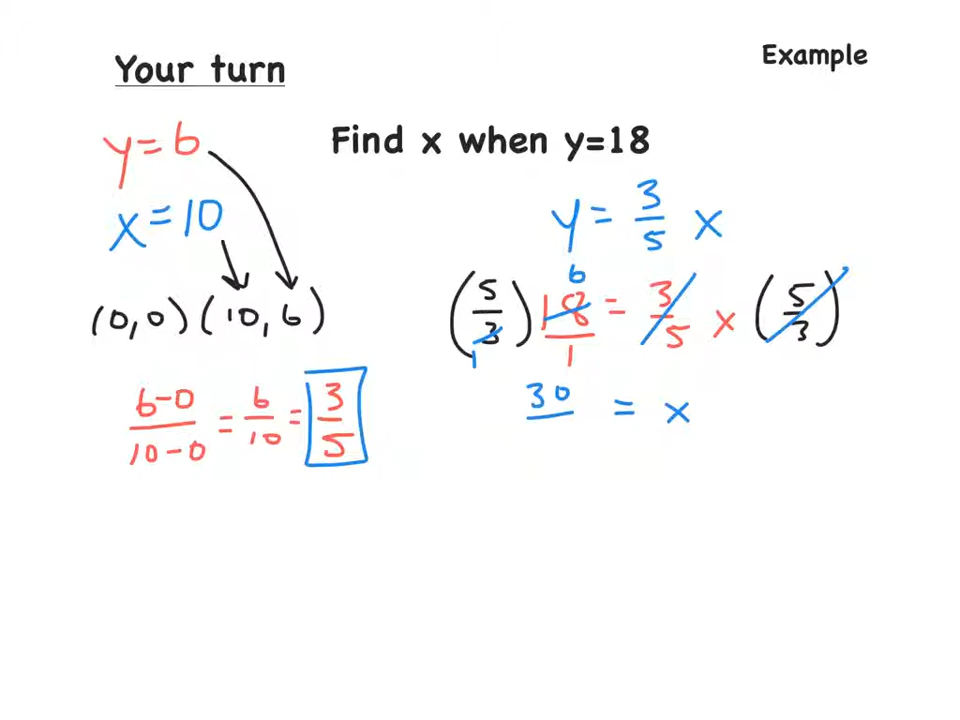 Your turn
Example
y = 6
Find x when y=18
x = 10
y = 3/5 x
(0,0) (10, 6)
(5/3) 18/1 = 3/5 x (5/3)
6
1
6-0/10-0 = 6/10 = 3/5
30 = x